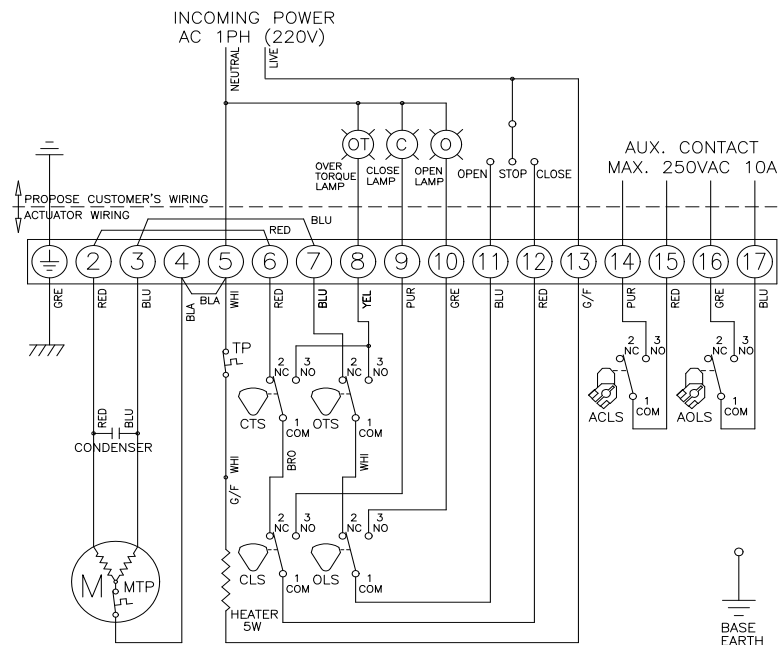 INCOMING POWER
AC 1PH (220V)
NEUTRAL
LIVE
OT
C
O
OVER
TORQUE
LAMP
CLOSE
LAMP
OPEN
LAMP
OPEN
STOP
CLOSE
AUX. CONTACT
MAX. 250VAC 10A
PROPOSE CUSTOMER'S WIRING
ACTUATOR WIRING
BLU
RED
2
3
4
5
6
7
8
9
10
11
12
13
14
15
16
17
GRE
RED
BLU
BLA
BLA
WHI
RED
BLU
YEL
PUR
GRE
BLU
RED
G/F
PUR
RED
GRE
BLU
TP
2
NC
3
NO
2
NC
3
NO
2
NC
3
NO
2
NC
3
NO
CTS
1
COM
OTS
1
COM
ACLS
1
COM
AOLS
1
COM
RED
BLU
CONDENSER
WHI
G/F
BRO
WHI
2
NC
3
NO
2
NC
3
NO
M
MTP
CLS
1
COM
OLS
1
COM
HEATER
5W
BASE
EARTH